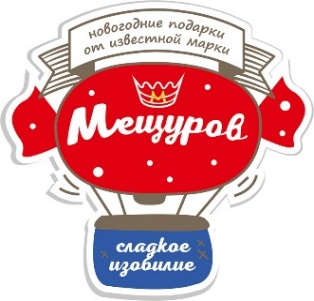 новогодние подарки
от известной марки
Мещуров
сладкое
изобилие